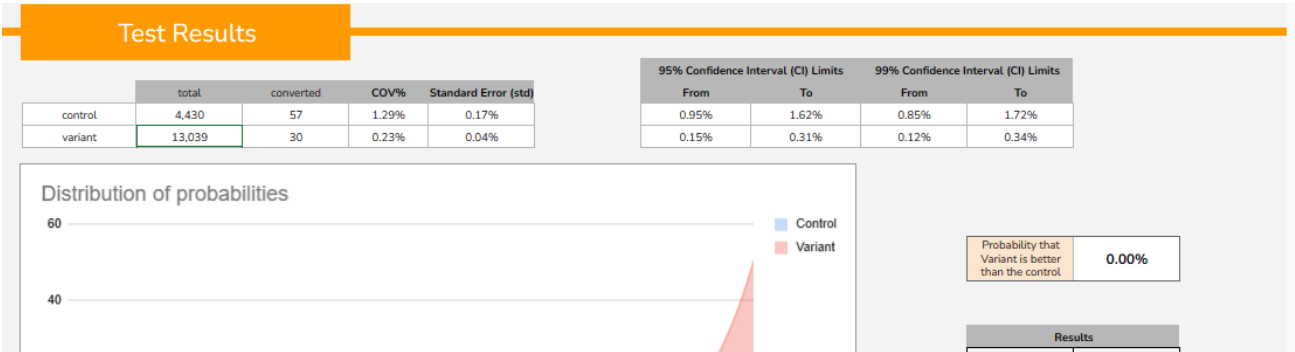 Test Results
95% Confidence Interval (CI) Limits 99% Confidence Interval (CI) Limits
total converted COV% Standard Error (std) From To From To
control 4,430 57 1.29% 0.17% 0.95% 1.62% 0.85% 1.72%
variant 13,039 30 0.23% 0.04% 0.15% 0.31% 0.12% 0.34%
Distribution of probabilities
60
Control
Variant
40
Probability that
Variant is better
than the control
0.00%
Results